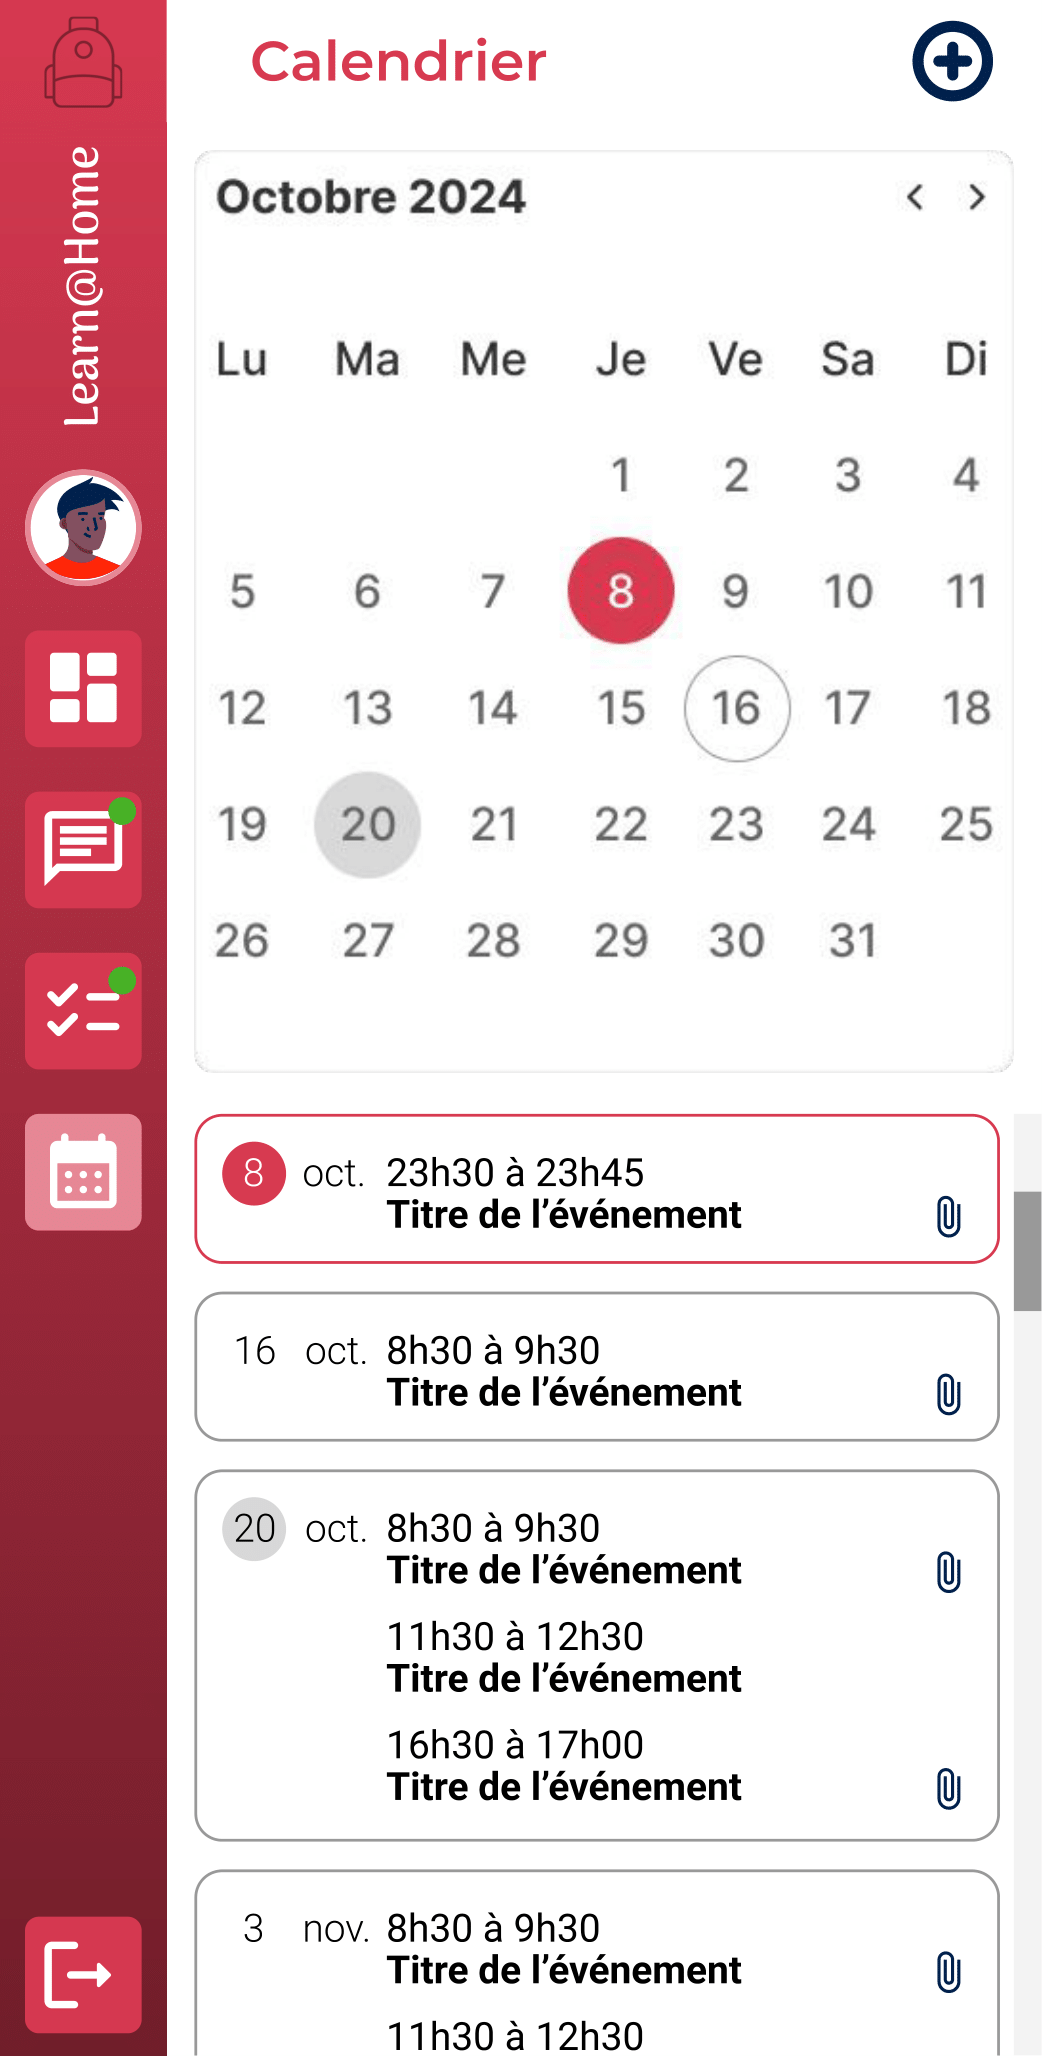 Learn@Home
Calendrier
Octobre 2024
Lu Ma Me Je Ve Sa Di
1 2 3 4
5 6 7 8 9 10 11
12 13 14 15 16 17 18
19 20 21 22 23 24 25
26 27 28 29 30 31
8 oct. 23h30 à 23h45
Titre de l’événement
16 oct. 8h30 à 9h30
Titre de l’événement
20 oct. 8h30 à 9h30
Titre de l’événement
11h30 à 12h30
Titre de l’événement
16h30 à 17h00
Titre de l’événement
3 nov. 8h30 à 9h30
Titre de l’événement
11h30 à 12h30